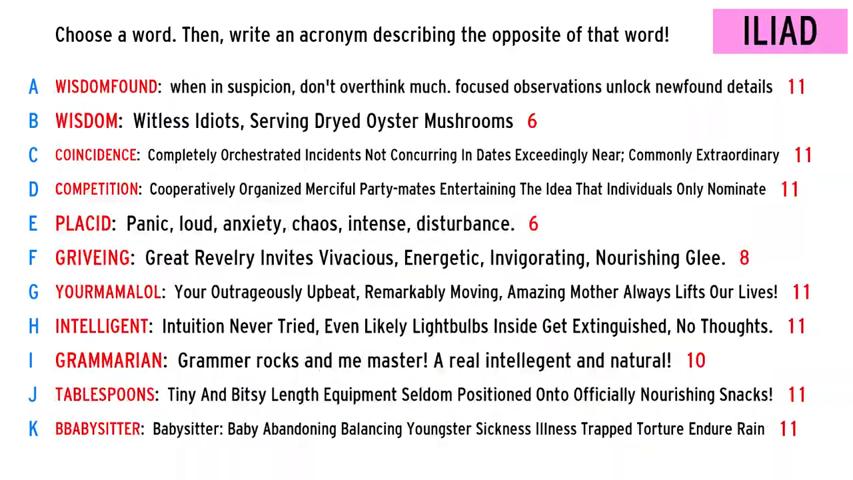 Choose a word. Then, write an acronym describing the opposite of that word!
ILIAD
A WISDOMFOUND: when in suspicion, don't overthink much. focused observations unlock newfound details 11
B WISDOM: Witless Idiots, Serving Dryed Oyster Mushrooms 6
C COINCIDENCE: Completely Orchestrated Incidents Not Concurring In Dates Exceedingly Near; Commonly Extraordinary 11
D COMPETITION: Cooperatively Organized Merciful Party-mates Entertaining The Idea That Individuals Only Nominate 11
E PLACID: Panic, loud, anxiety, chaos, intense, disturbance. 6
F GRIVEING: Great Revelry Invites Vivacious, Energetic, Invigorating, Nourishing Glee. 8
G YOURMAMALOL: Your Outrageously Upbeat, Remarkably Moving, Amazing Mother Always Lifts Our Lives! 11
H INTELLIGENT: Intuition Never Tried, Even Likely Lightbulbs Inside Get Extinguished, No Thoughts. 11
I GRAMMARIAN: Grammer rocks and me master! A real intellegent and natural! 10
J TABLESPOONS: Tiny And Bitsy Length Equipment Seldom Positioned Onto Officially Nourishing Snacks! 11
K BBABYSITTER: Babysitter: Baby Abandoning Balancing Youngster Sickness Illness Trapped Torture Endure Rain 11